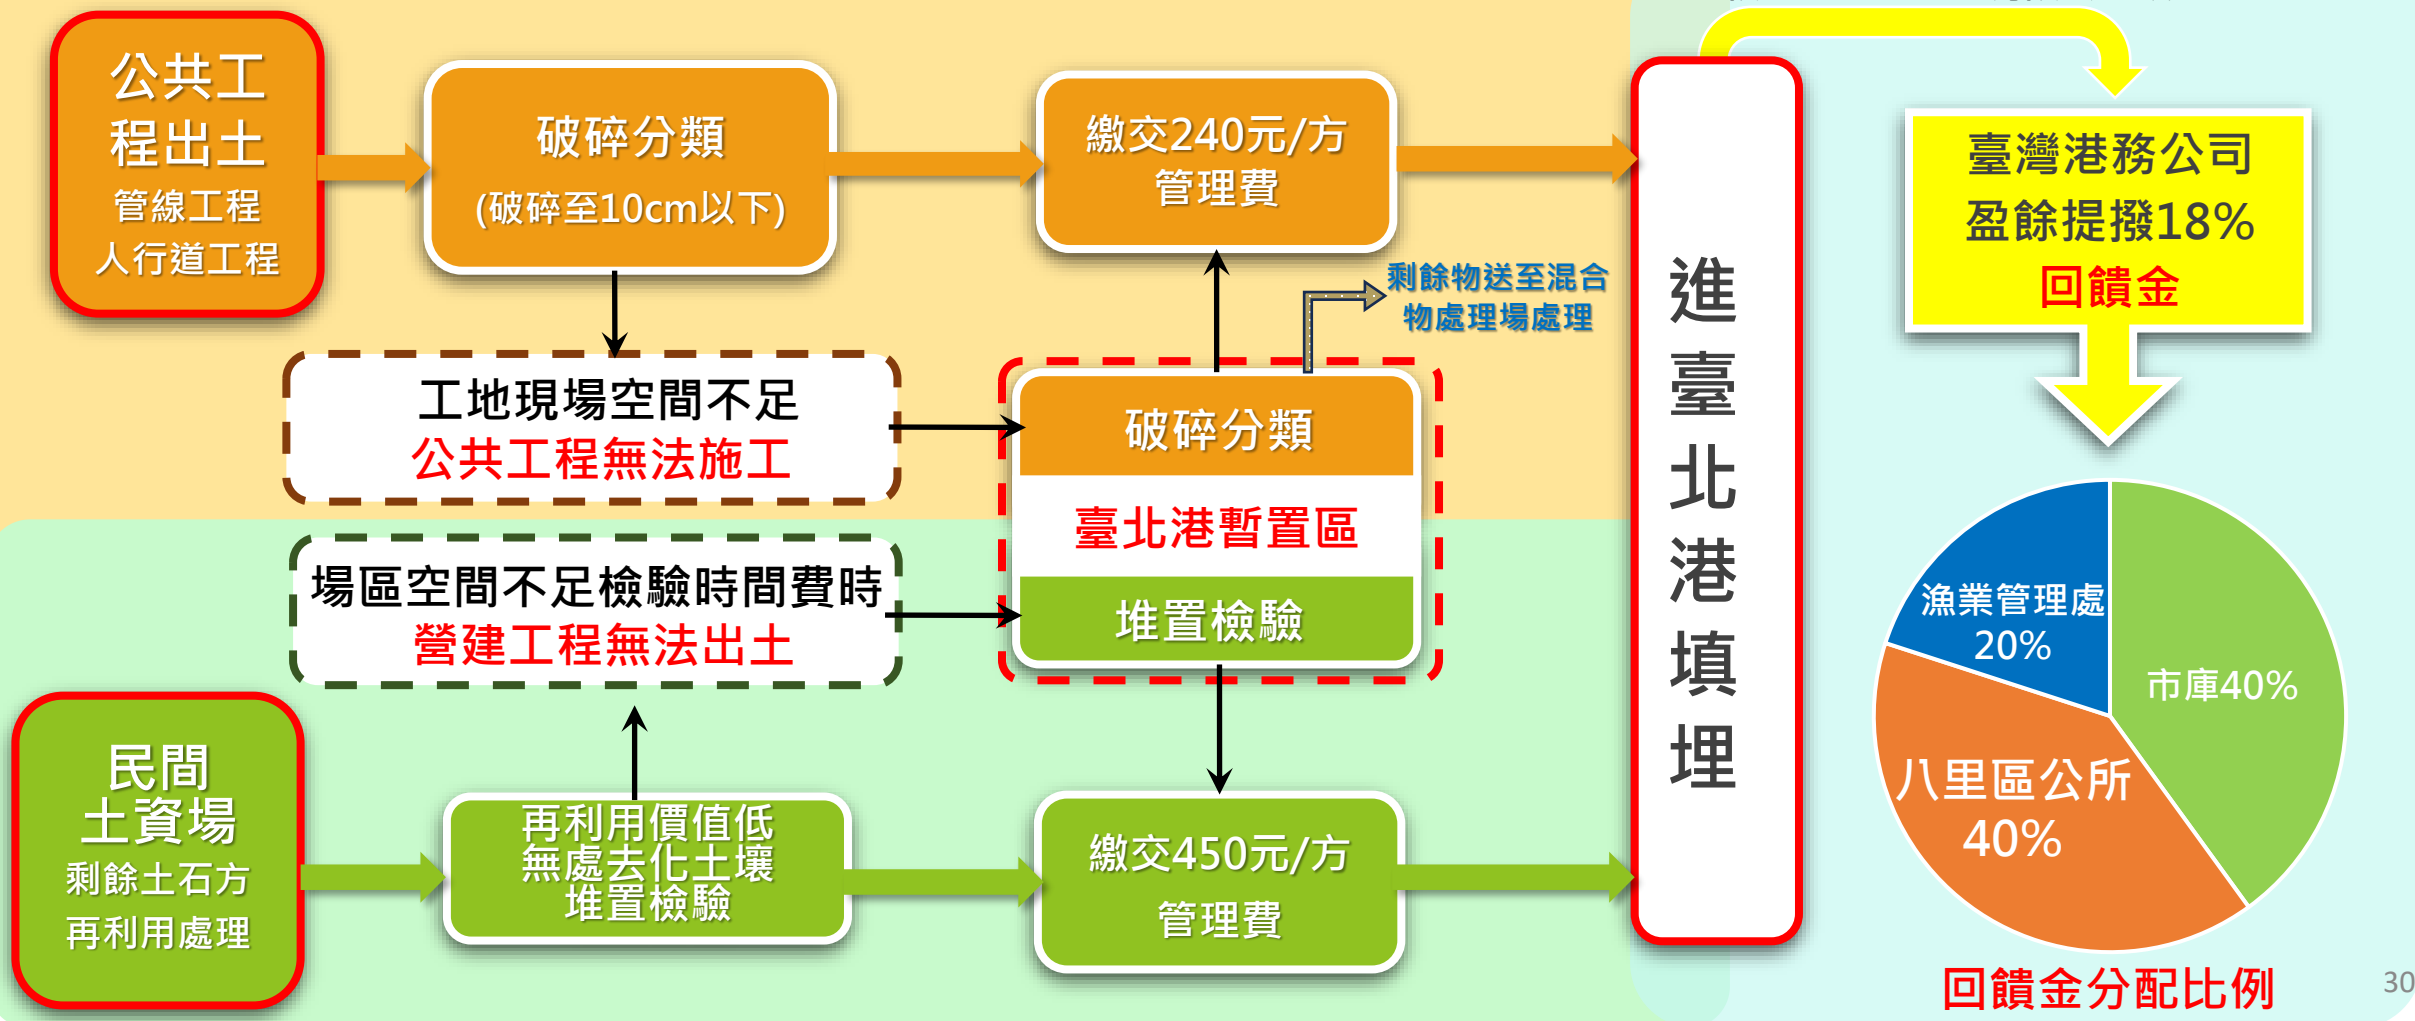 公共工
程出土
管線工程
人行道工程
破碎分類
(破碎至10cm以下)
繳交240元/方
管理費
剩餘物送至混合
物處理場處理
工地現場空間不足
公共工程無法施工
破碎分類
臺北港暫置區
堆置檢驗
場區空間不足檢驗時間費時
營建工程無法出土
民間
土資場
剩餘土石方
再利用處理
再利用價值低
無處去化土壤
堆置檢驗
繳交450元/方
管理費
進
臺
北
港
填
埋
臺灣港務公司
盈餘提撥18%
回饋金
漁業管理處
20%
市庫40%
八里區公所
40%
回饋金分配比例
30